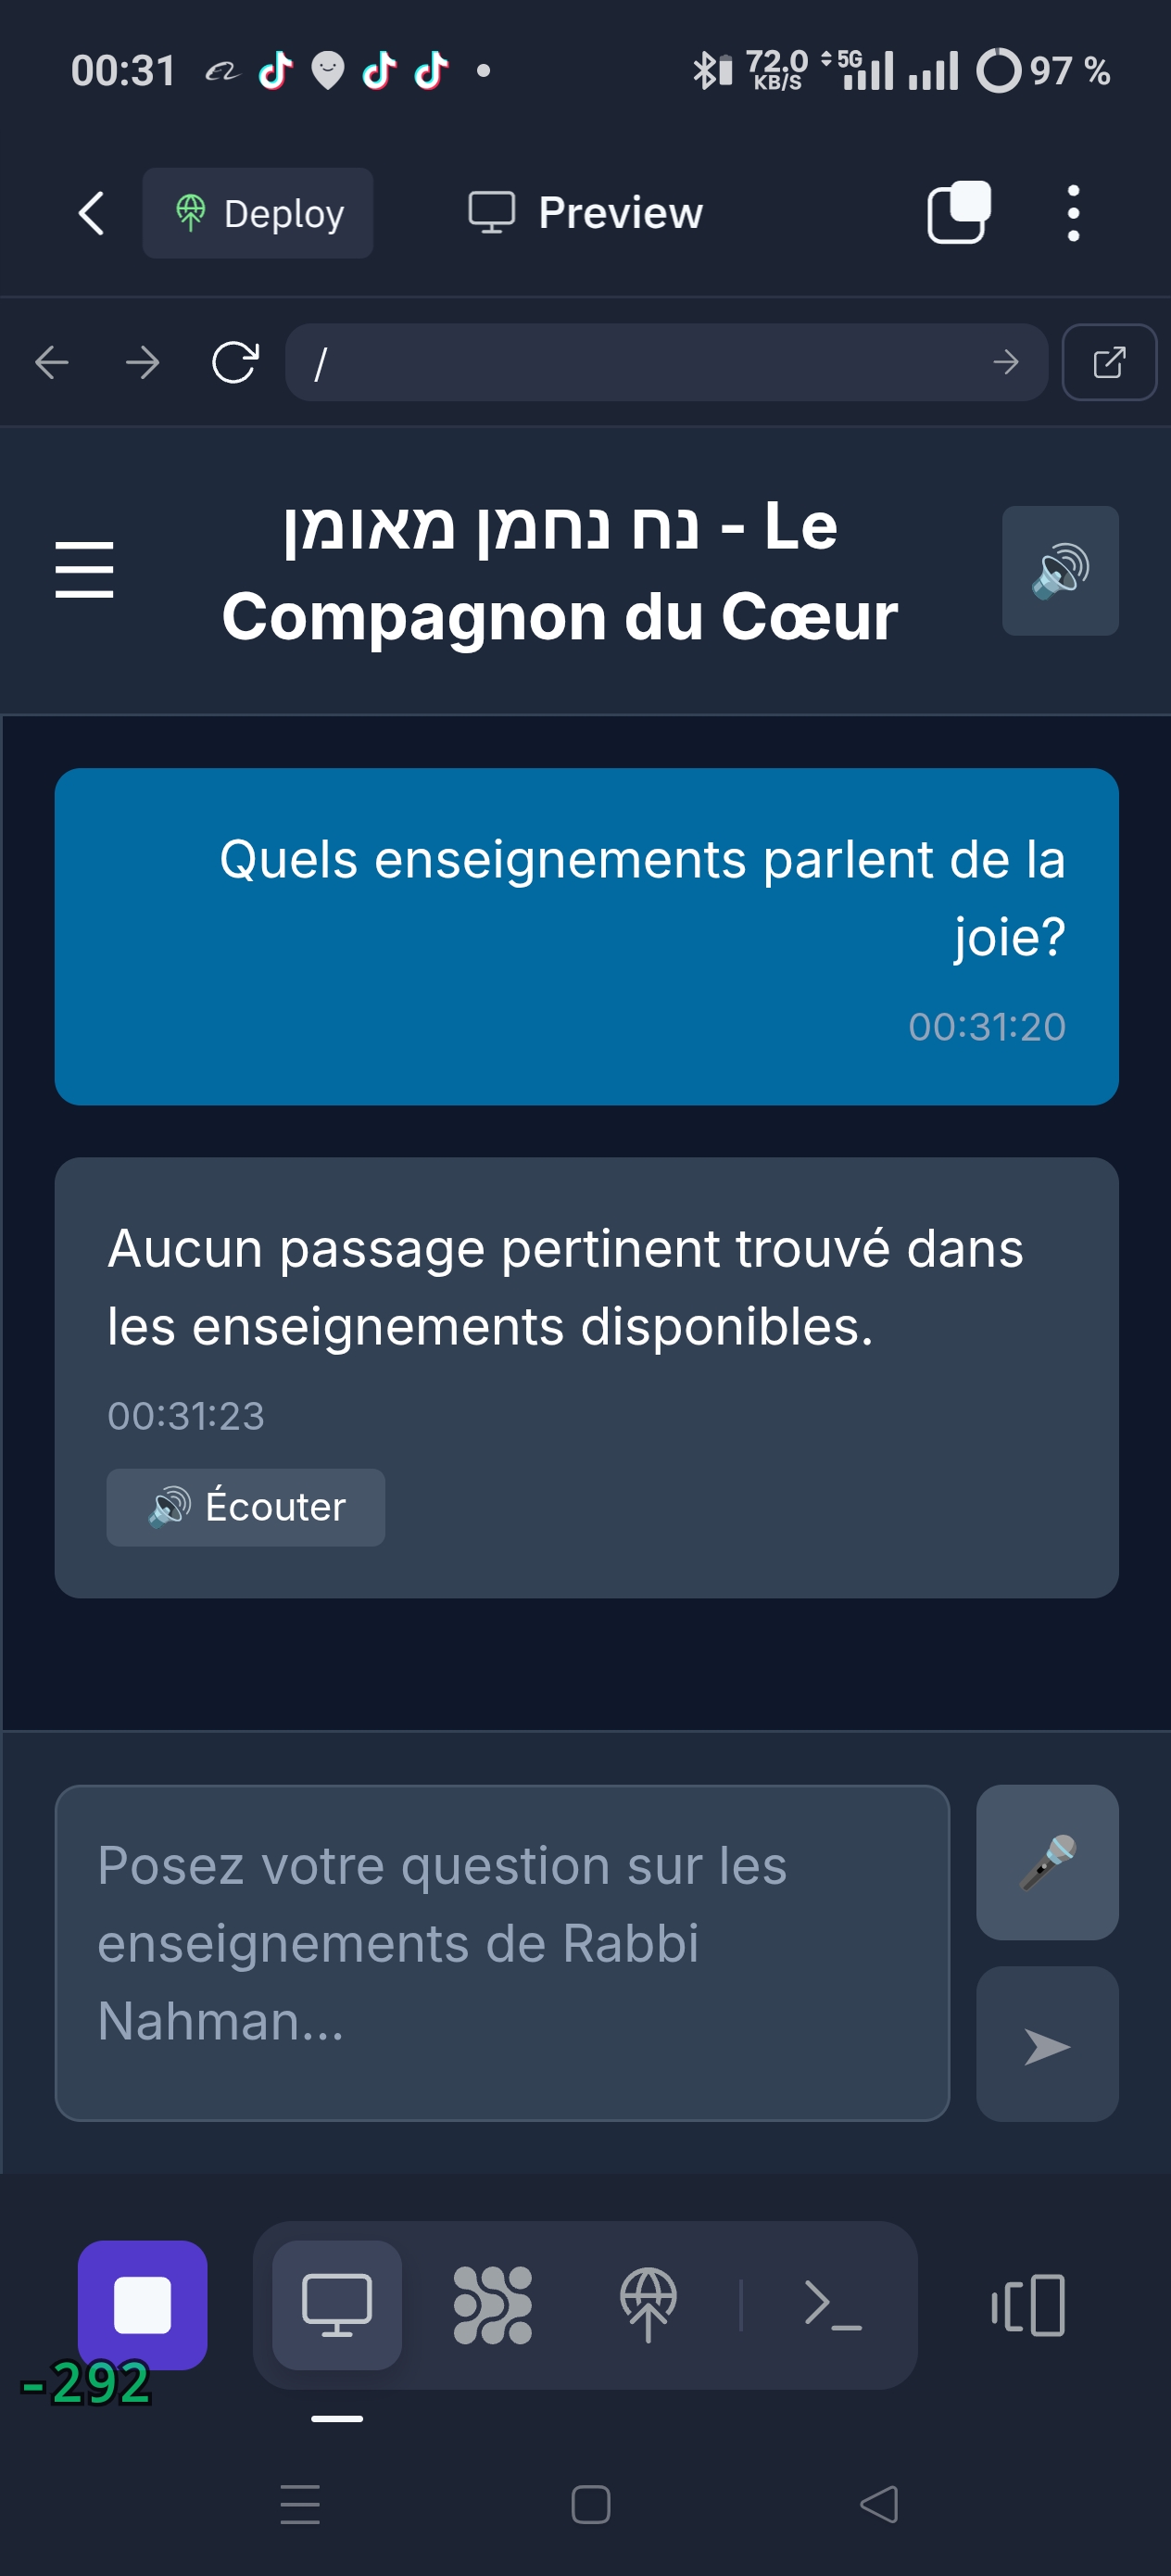 00:31
72.0
KB/S
5G
97 %
Deploy
Preview
/
נח נחמן מאומן - Le
Compagnon du Cœur
Quels enseignements parlent de la
joie?
00:31:20
Aucun passage pertinent trouvé dans
les enseignements disponibles.
00:31:23
Écouter
Posez votre question sur les
enseignements de Rabbi
Nahman...
-292